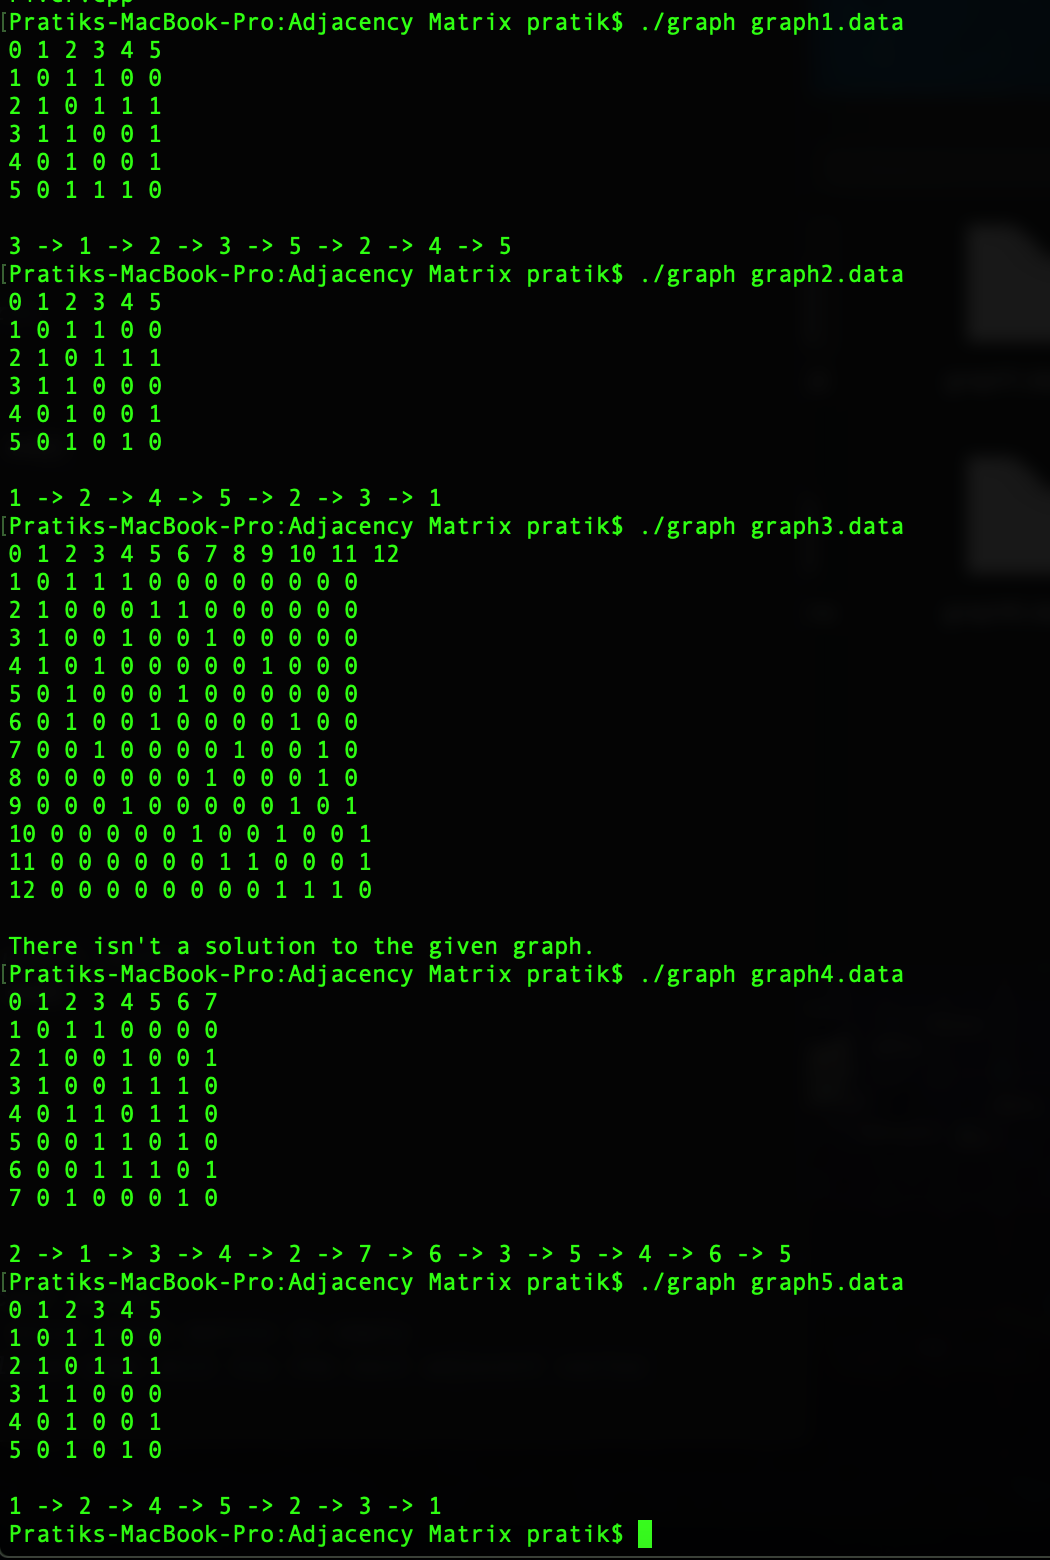 [Pratiks-MacBook-Pro:Adjacency Matrix pratik$ ./graph graph1.data
0 1 2 3 4 5
1 0 1 1 0 0
2 1 0 1 1 1
3 1 1 0 0 1
4 0 1 0 0 1
5 0 1 1 1 0
3 -> 1 -> 2 -> 3 -> 5 -> 2 -> 4 -> 5
[Pratiks-MacBook-Pro:Adjacency Matrix pratik$ ./graph graph2.data
0 1 2 3 4 5
1 0 1 1 0 0
2 1 0 1 1 1
3 1 1 0 0 0
4 0 1 0 0 1
5 0 1 0 1 0
1 -> 2 -> 4 -> 5 -> 2 -> 3 -> 1
[Pratiks-MacBook-Pro:Adjacency Matrix pratik$ ./graph graph3.data
0 1 2 3 4 5 6 7 8 9 10 11 12
1 0 1 1 1 0 0 0 0 0 0 0 0
2 1 0 0 0 1 1 0 0 0 0 0 0
3 1 0 0 1 0 0 1 0 0 0 0 0
4 1 0 1 0 0 0 0 0 1 0 0 0
5 0 1 0 0 0 1 0 0 0 0 0 0
6 0 1 0 0 1 0 0 0 0 1 0 0
7 0 0 1 0 0 0 0 1 0 0 1 0
8 0 0 0 0 0 0 1 0 0 0 1 0
9 0 0 0 1 0 0 0 0 0 1 0 1
10 0 0 0 0 0 1 0 0 1 0 0 1
11 0 0 0 0 0 0 1 1 0 0 0 1
12 0 0 0 0 0 0 0 0 1 1 1 0
There isn't a solution to the given graph.
[Pratiks-MacBook-Pro:Adjacency Matrix pratik$ ./graph graph4.data
0 1 2 3 4 5 6 7
1 0 1 1 0 0 0 0
2 1 0 0 1 0 0 1
3 1 0 0 1 1 1 0
4 0 1 1 0 1 1 0
5 0 0 1 1 0 1 0
6 0 0 1 1 1 0 1
7 0 1 0 0 0 1 0
2 -> 1 -> 3 -> 4 -> 2 -> 7 -> 6 -> 3 -> 5 -> 4 -> 6 -> 5
[Pratiks-MacBook-Pro:Adjacency Matrix pratik$ ./graph graph5.data
0 1 2 3 4 5
1 0 1 1 0 0
2 1 0 1 1 1
3 1 1 0 0 0
4 0 1 0 0 1
5 0 1 0 1 0
1 -> 2 -> 4 -> 5 -> 2 -> 3 -> 1
Pratiks-MacBook-Pro:Adjacency Matrix pratik$